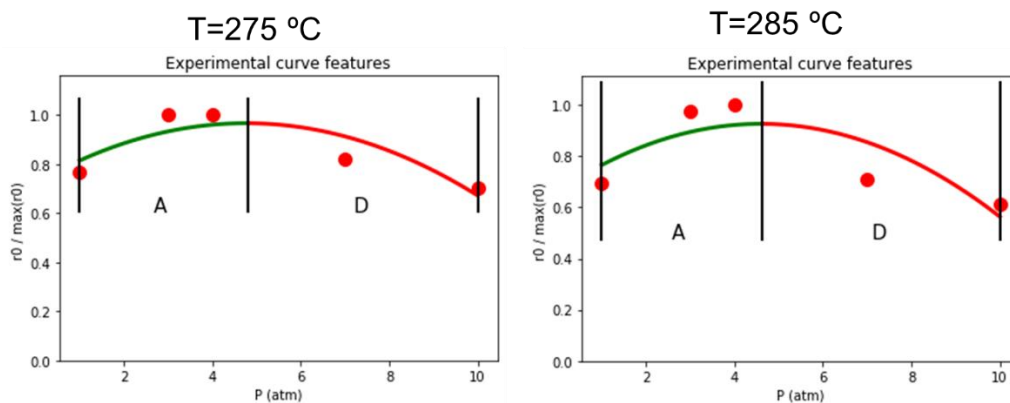 T=275 ºC
Experimental curve features
1.0
0.8
0.6
0.4
0.2
0.0
r0 / max(r0)
A
D
2
4
6
8
10
P (atm)
T=285 ºC
Experimental curve features
1.0
0.8
0.6
0.4
0.2
0.0
r0 / max(r0)
A
D
2
4
6
8
10
P (atm)